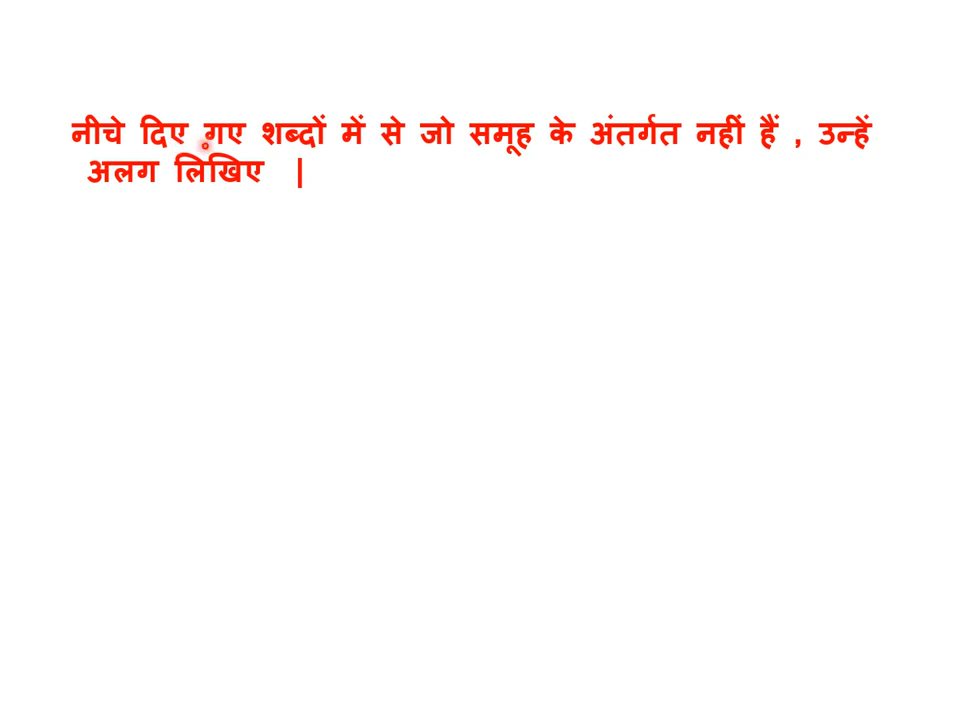 नीचे दिए गए शब्दों में से जो समूह के अंतर्गत नहीं हैं , उन्हें
अलग लिखिए |